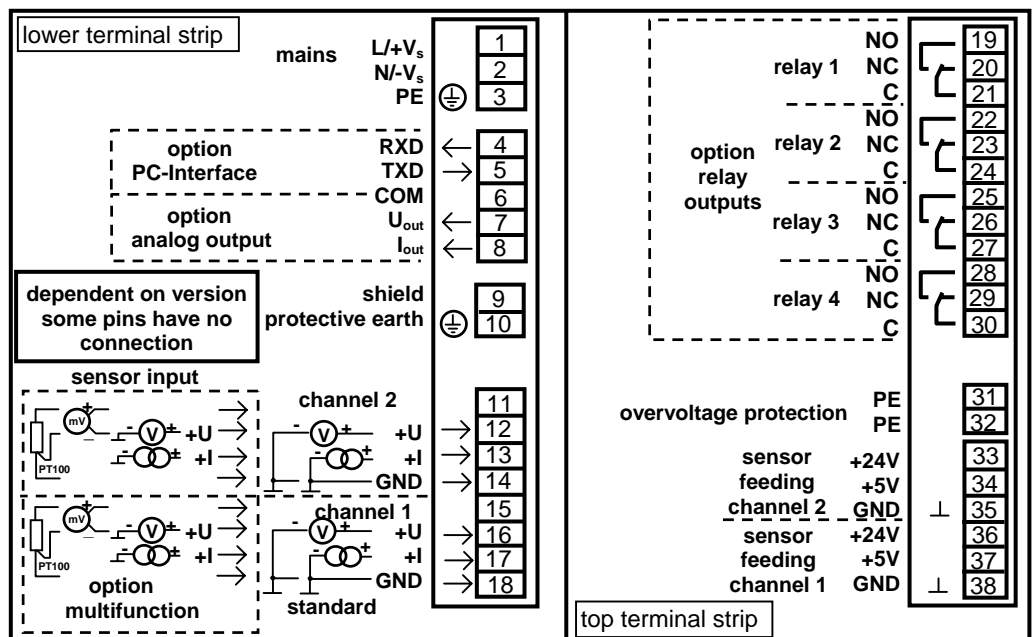 lower terminal strip
mains
L/+Vs
1
N/-Vs
2
PE
3
option
PC-Interface
RXD
4
TXD
5
COM
6
option
analog output
Uout
7
Iout
8
dependent on version
some pins have no
connection
shield
9
protective earth
10
sensor input
channel 2
11
mV
+
_
PT100
- V + +U
- + +I
- V + +U
12
- + +I
13
GND
14
15
channel 1
mV
+
_
PT100
- V + +U
- + +I
- V + +U
16
- + +I
17
GND
18
option
multifunction
standard
option
relay
outputs
relay 1
NO
19
NC
20
C
21
relay 2
NO
22
NC
23
C
24
relay 3
NO
25
NC
26
C
27
relay 4
NO
28
NC
29
C
30
overvoltage protection
PE
31
PE
32
sensor
feeding
channel 2
+24V
33
+5V
34
GND
35
sensor
feeding
channel 1
+24V
36
+5V
37
GND
38
top terminal strip